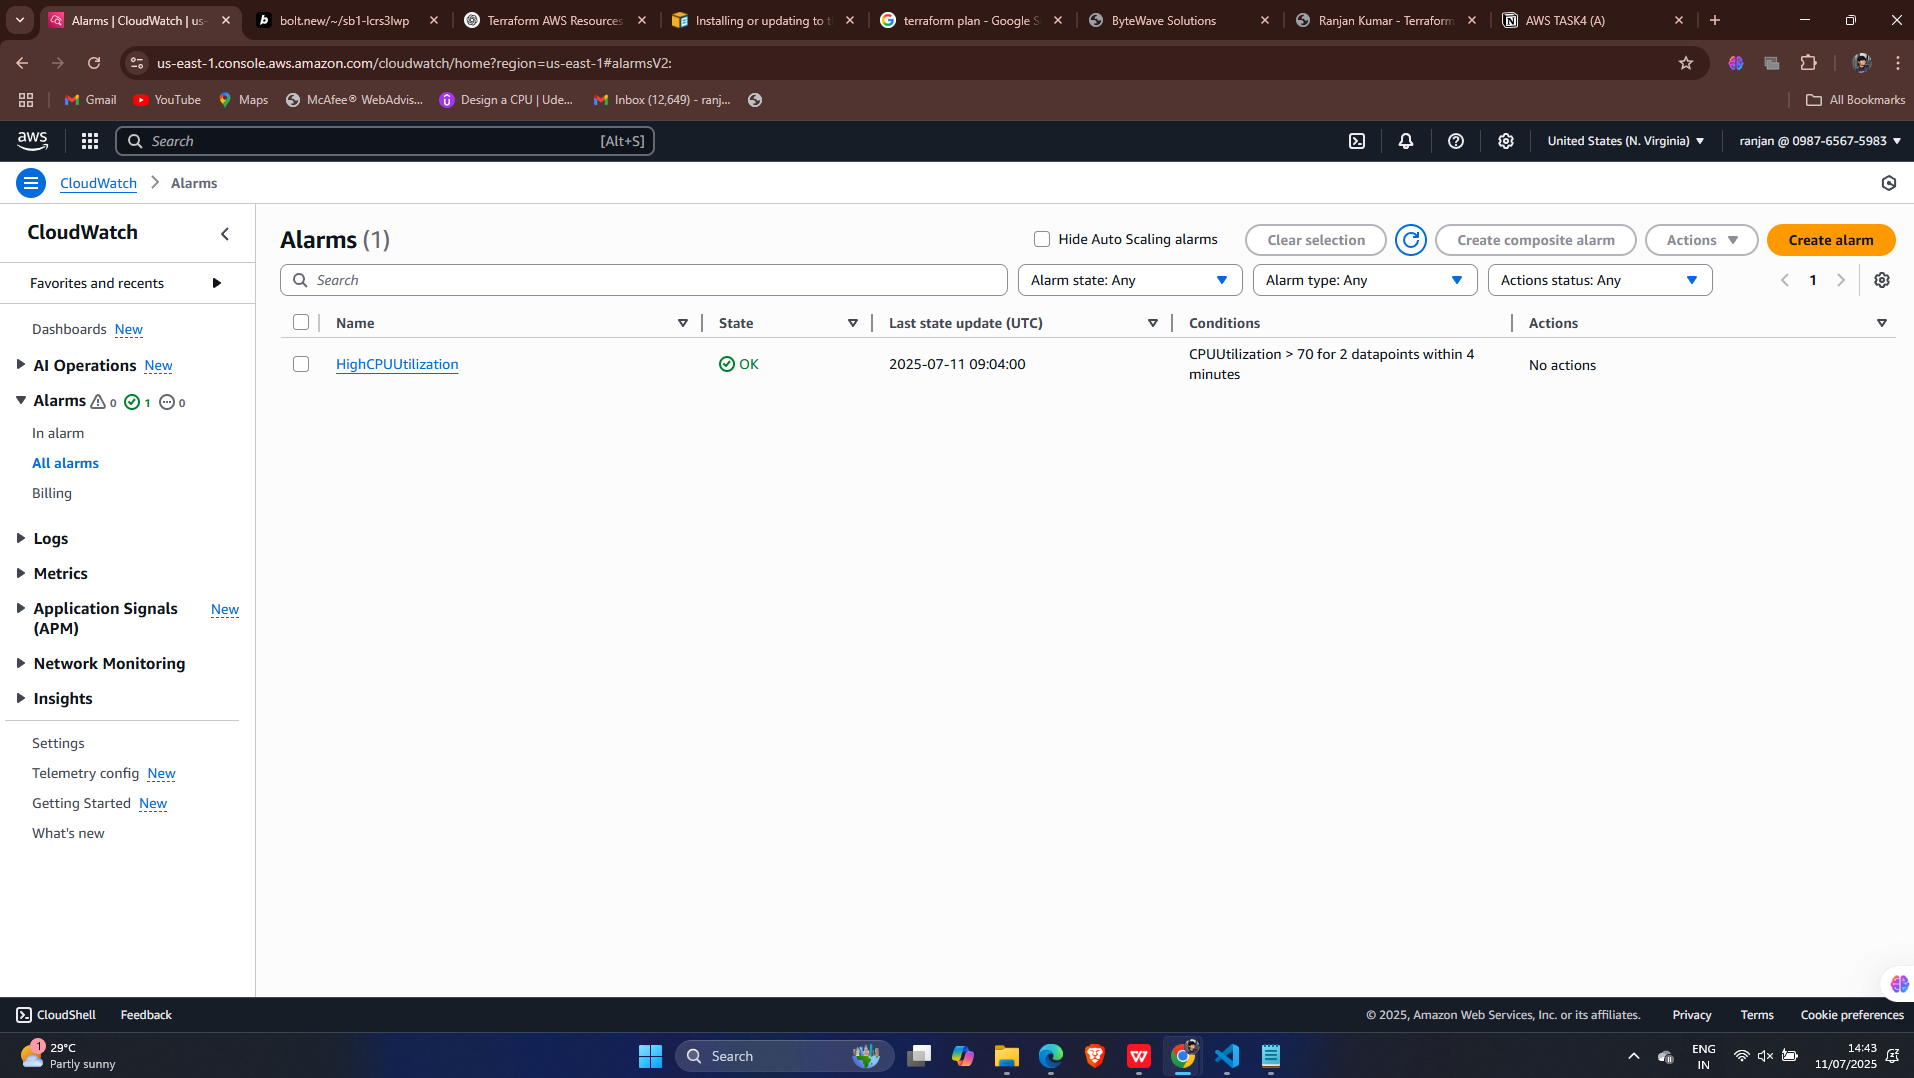 Alarms | CloudWatch | us-
bolt.new/~/sb1-lcrs3lwp
Terraform AWS Resources
Installing or updating to th
terraform plan - Google S
ByteWave Solutions
Ranjan Kumar - Terraform
AWS TASK4 (A)
us-east-1.console.aws.amazon.com/cloudwatch/home?region=us-east-1#alarmsV2:
Gmail
YouTube
Maps
McAfee® WebAdvis...
Design a CPU | Ude...
Inbox (12,649) - ranj...
All Bookmarks
aws
Search
[Alt+S]
United States (N. Virginia)
ranjan @ 0987-6567-5983
CloudWatch
Alarms
CloudWatch
Favorites and recents
Dashboards New
AI Operations New
Alarms 0 1 0
In alarm
All alarms
Billing
Logs
Metrics
Application Signals New
(APM)
Network Monitoring
Insights
Settings
Telemetry config New
Getting Started New
What's new
Alarms (1)
Hide Auto Scaling alarms
Clear selection
Create composite alarm
Actions
Create alarm
Search
Alarm state: Any
Alarm type: Any
Actions status: Any
1
Name
State
Last state update (UTC)
Conditions
Actions
HighCPUUtilization
OK
2025-07-11 09:04:00
CPUUtilization > 70 for 2 datapoints within 4
minutes
No actions
CloudShell
Feedback
© 2025, Amazon Web Services, Inc. or its affiliates.
Privacy
Terms
Cookie preferences
1
29°C
Partly sunny
Search
ENG
IN
14:43
11/07/2025